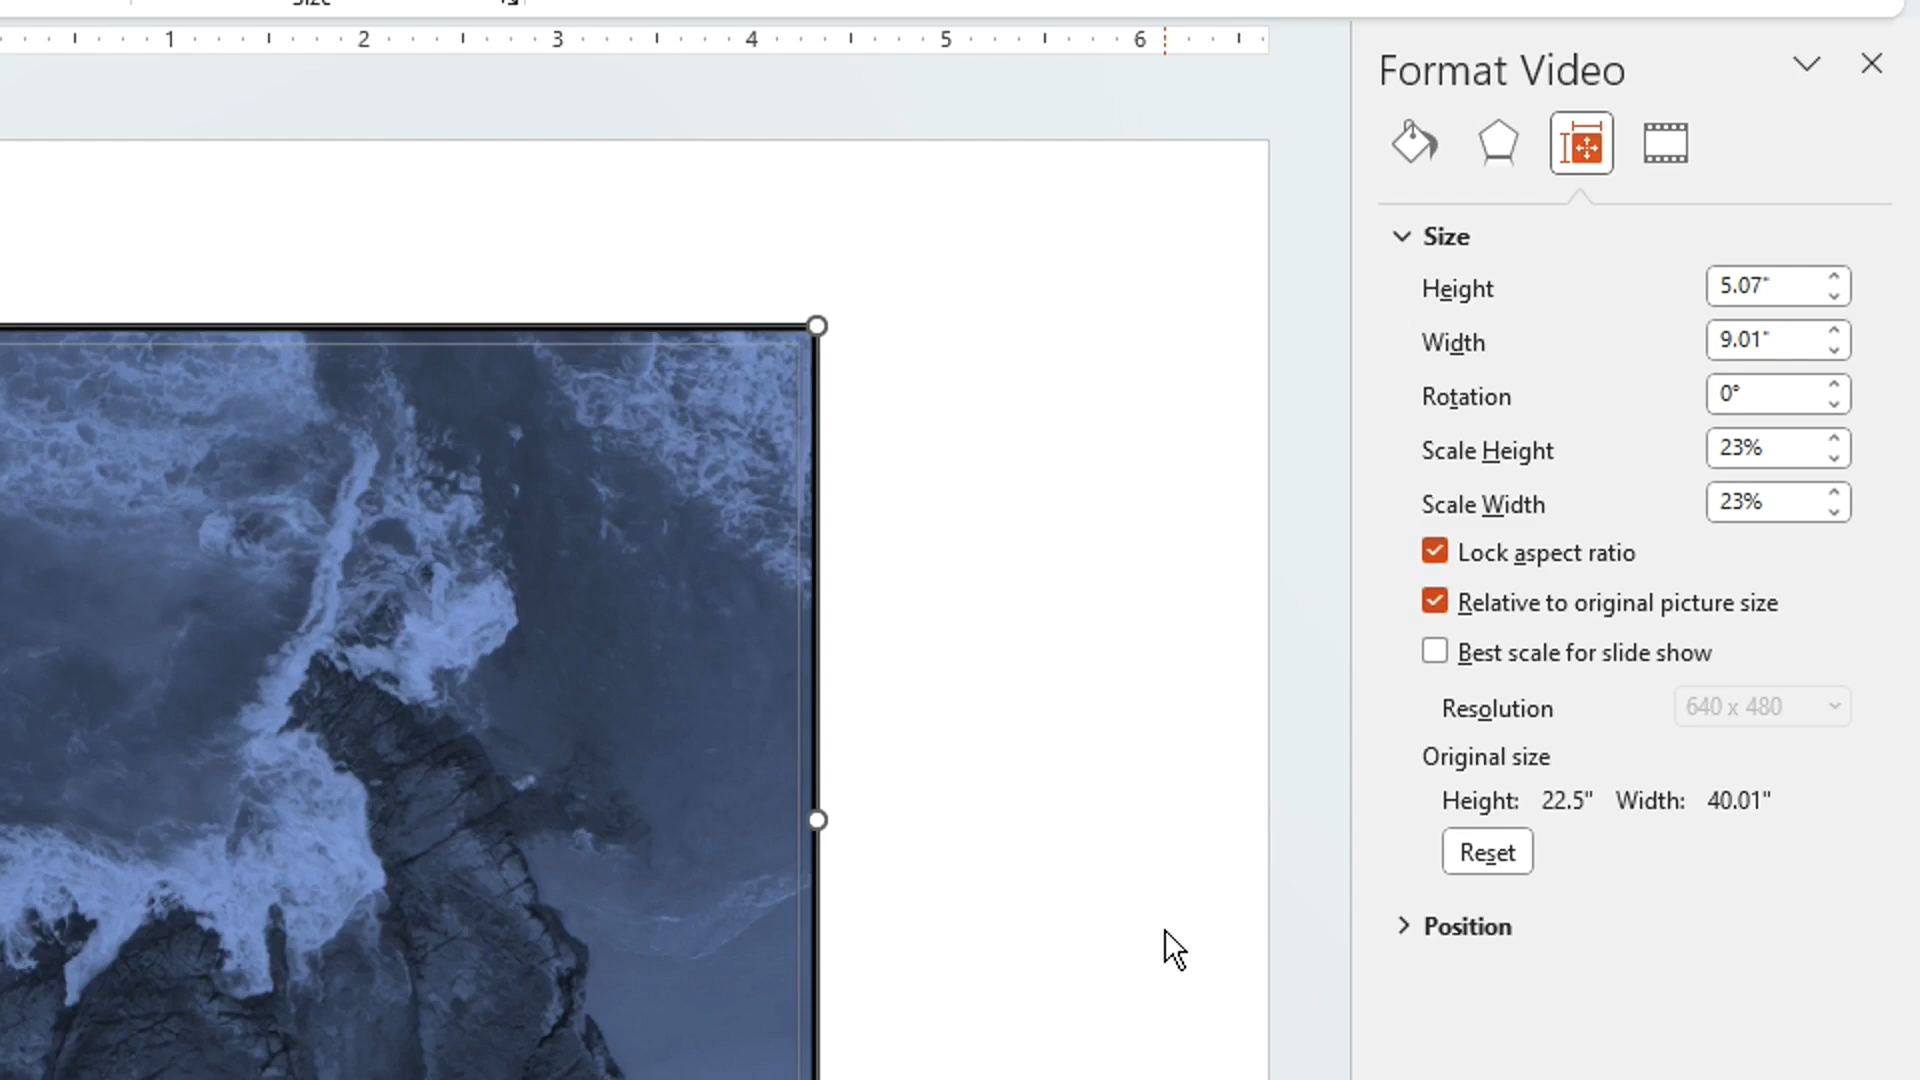 Size
1 2 3 4 5 6
Format Video
Size
Height 5.07"
Width 9.01"
Rotation 0°
Scale Height 23%
Scale Width 23%
Lock aspect ratio
Relative to original picture size
Best scale for slide show
Resolution 640 x 480
Original size
Height: 22.5" Width: 40.01"
Reset
Position